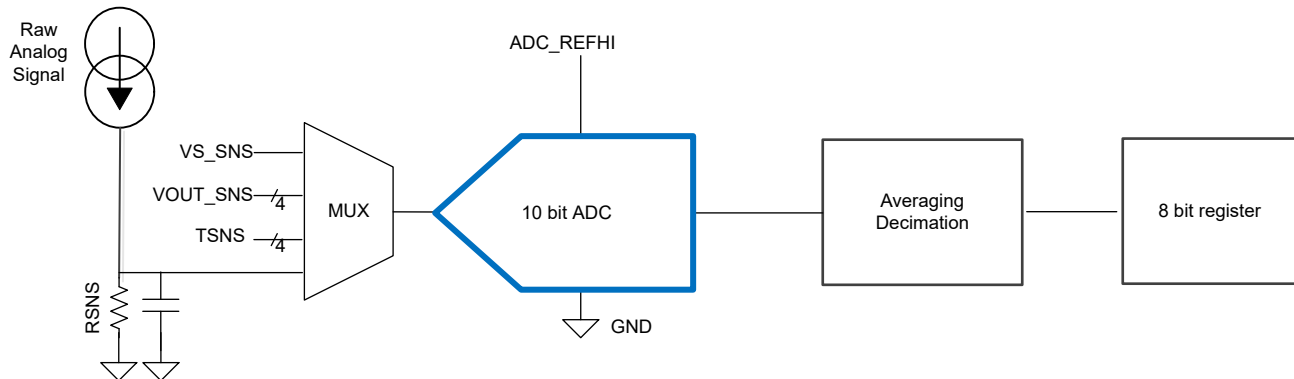 Raw
Analog
Signal
ADC_REFHI
VS_SNS
VOUT_SNS
4
TSNS
4
MUX
10 bit ADC
Averaging
Decimation
8 bit register
RSNS
GND